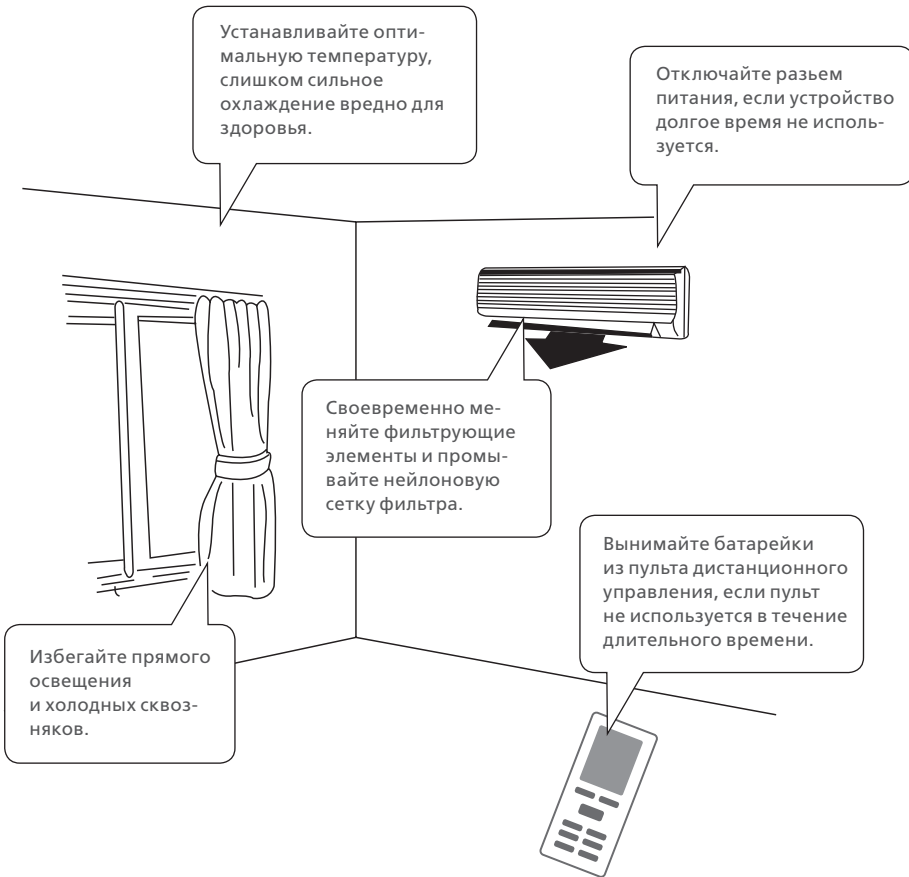 Устанавливайте опти-
мальную температуру,
слишком сильное
охлаждение вредно для
здоровья.
Отключайте разьем
питания, если устройство
долгое время не исполь-
зуется.
Своевременно ме-
няйте фильтрующие
элементы и промы-
вайте нейлоновую
сетку фильтра.
Вынимайте батарейки
из пульта дистанционного
управления, если пульт
не используется в течение
длительного времени.
Избегайте прямого
освещения
и холодных сквоз-
няков.